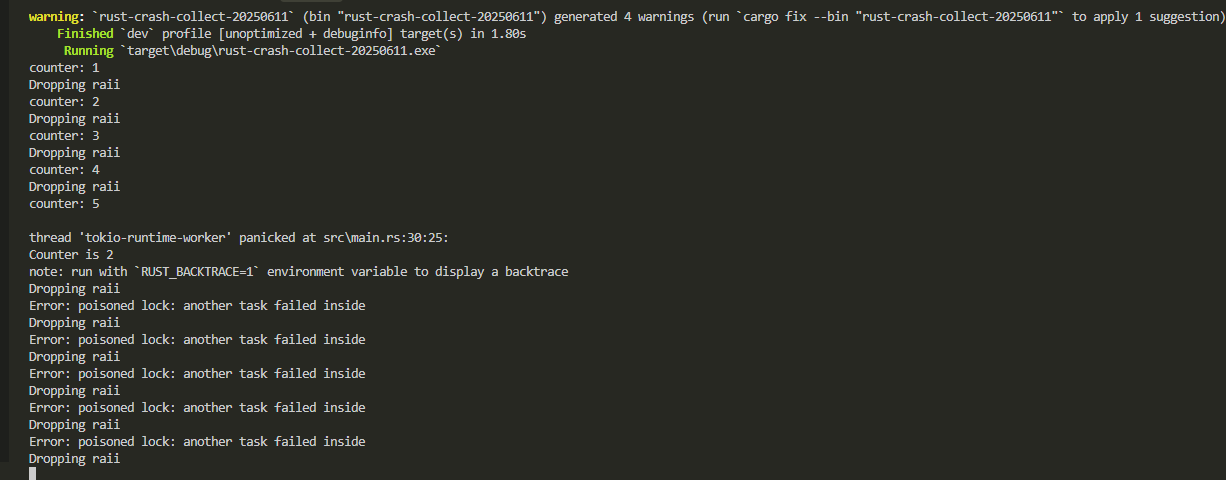 warning: `rust-crash-collect-20250611` (bin "rust-crash-collect-20250611") generated 4 warnings (run `cargo fix --bin "rust-crash-collect-20250611"` to apply 1 suggestion)
Finished `dev` profile [unoptimized + debuginfo] target(s) in 1.80s
Running `target\debug\rust-crash-collect-20250611.exe`
counter: 1
Dropping raii
counter: 2
Dropping raii
counter: 3
Dropping raii
counter: 4
Dropping raii
counter: 5
thread 'tokio-runtime-worker' panicked at src\main.rs:30:25:
Counter is 2
note: run with `RUST_BACKTRACE=1` environment variable to display a backtrace
Dropping raii
Error: poisoned lock: another task failed inside
Dropping raii
Error: poisoned lock: another task failed inside
Dropping raii
Error: poisoned lock: another task failed inside
Dropping raii
Error: poisoned lock: another task failed inside
Dropping raii
Error: poisoned lock: another task failed inside
Dropping raii